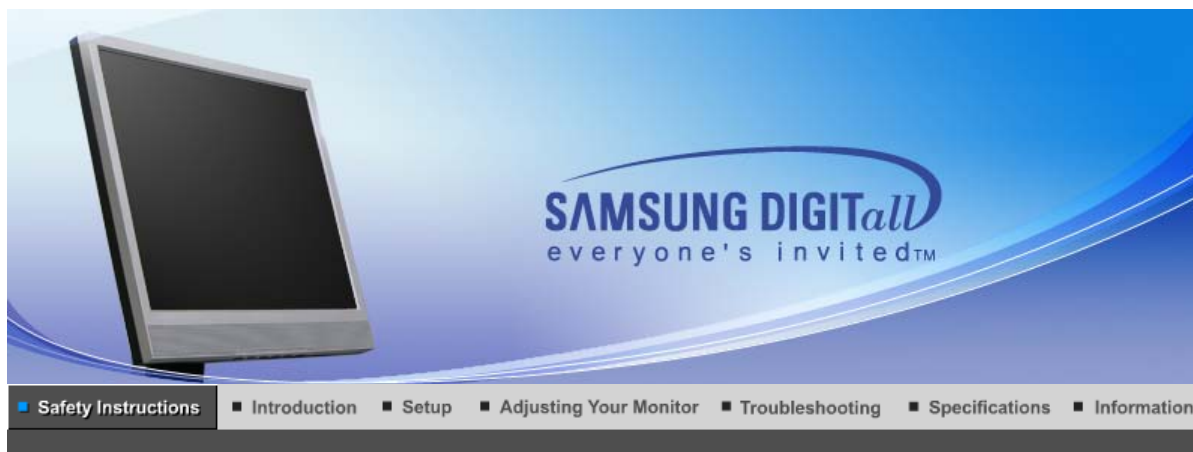 SAMSUNG DIGITall
everyone's invited™
Safety Instructions Introduction Setup Adjusting Your Monitor Troubleshooting Specifications Information